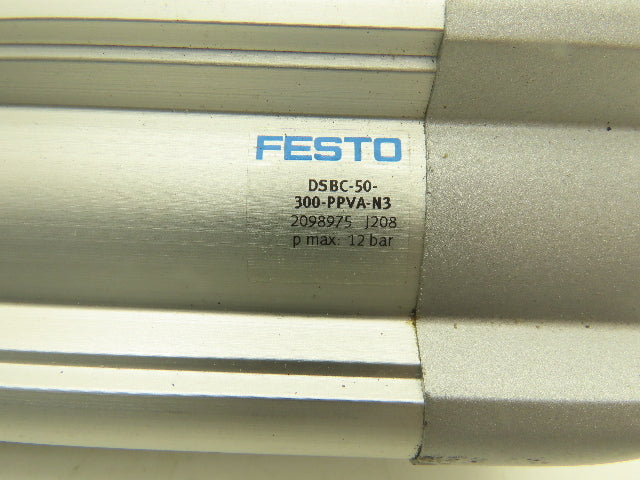 FESTO
DSBC-50-
300-PPVA-N3
2098975 J208
p max: 12 bar